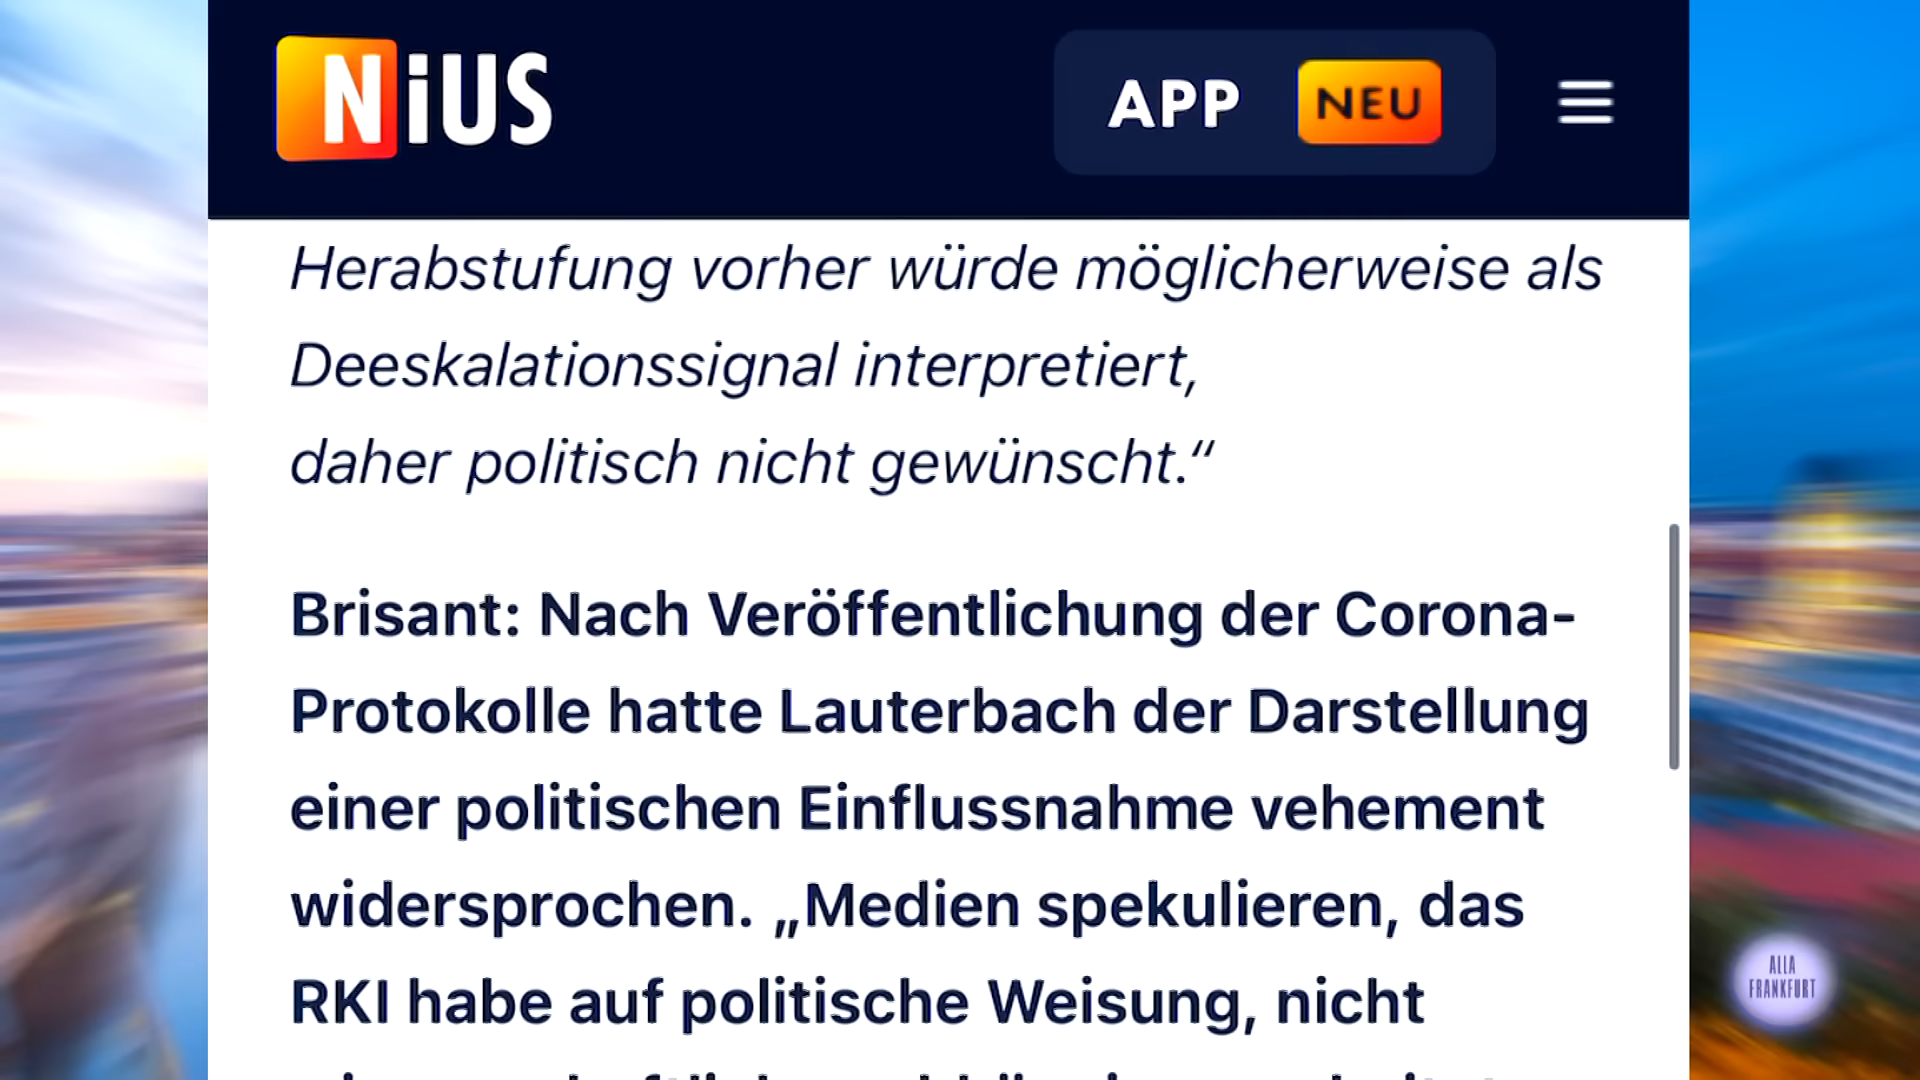 NiUS
APP NEU
Herabstufung vorher würde möglicherweise als
Deeskalationssignal interpretiert,
daher politisch nicht gewünscht.“
Brisant: Nach Veröffentlichung der Corona-
Protokolle hatte Lauterbach der Darstellung
einer politischen Einflussnahme vehement
widersprochen. „Medien spekulieren, das
RKI habe auf politische Weisung, nicht
ALLA
FRANKFURT